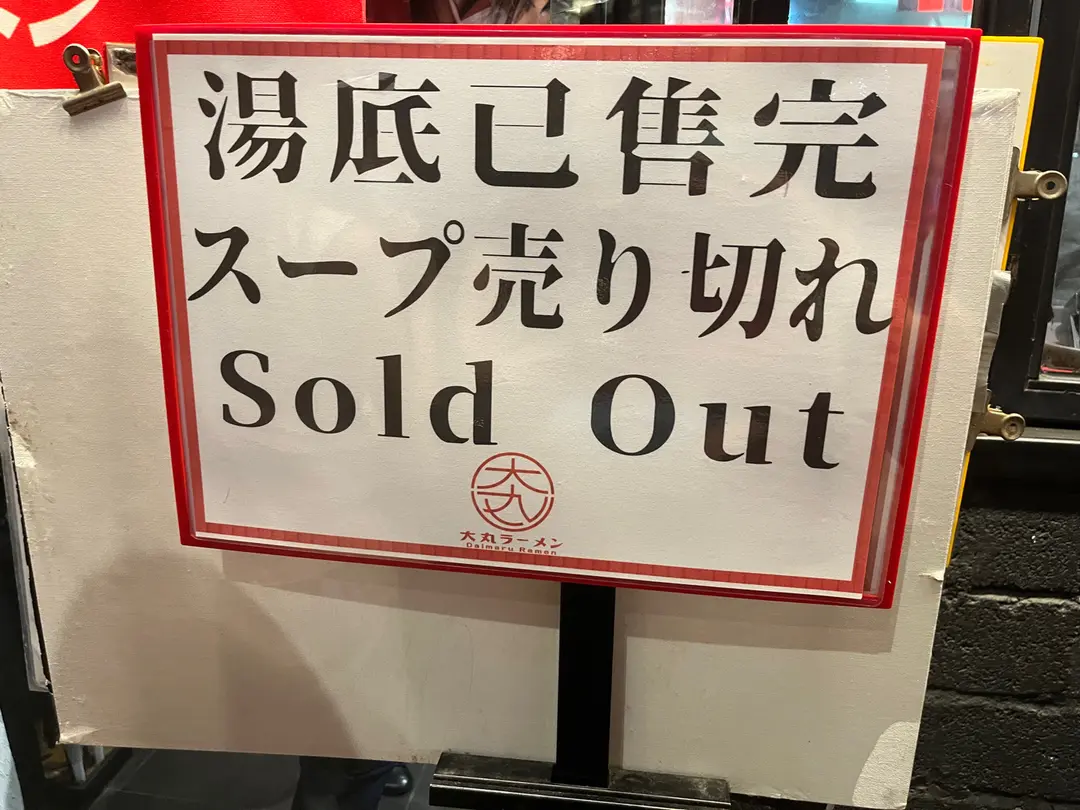 湯底已售完
スープ売り切れ
Sold Out
大丸
大丸ラーメン
Daimaru Ramen